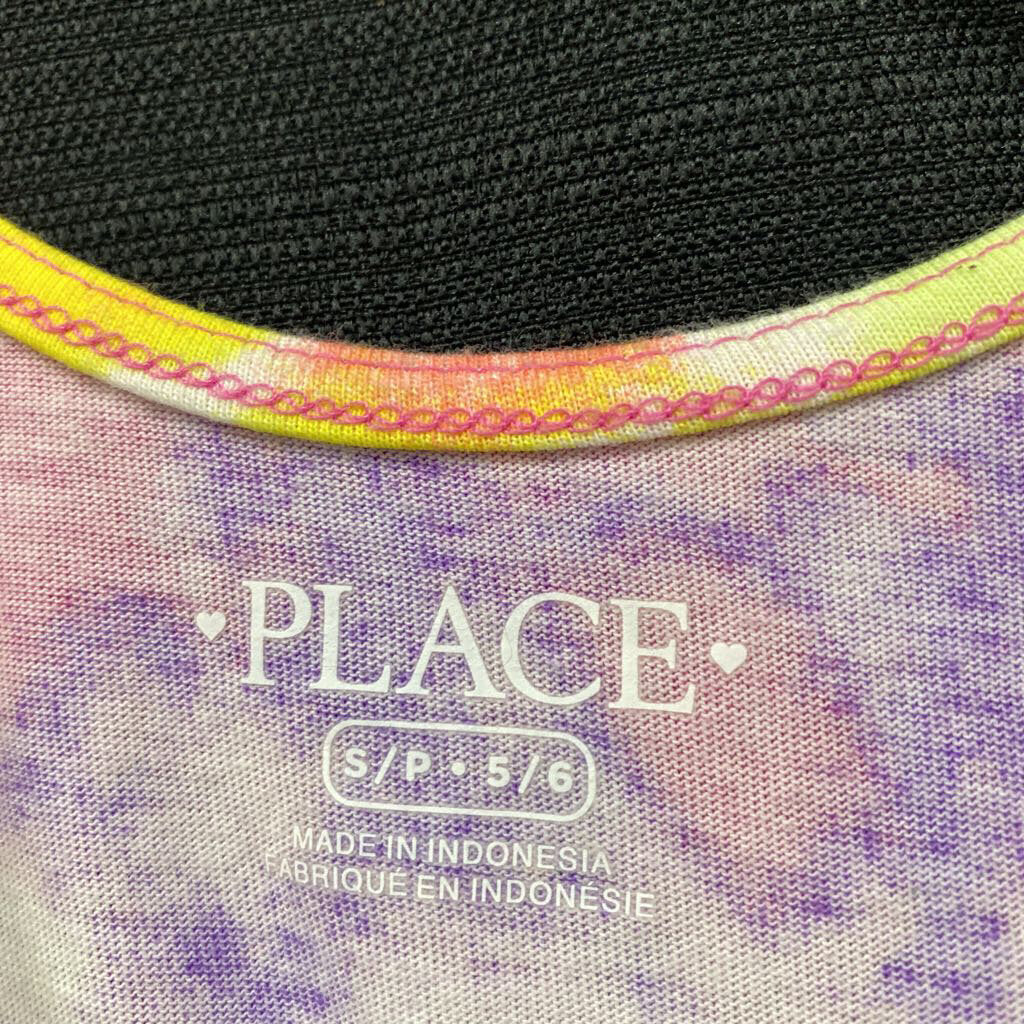 PLACE
S/P • 5/6
MADE IN INDONESIA
FABRIQUÉ EN INDONÉSIE